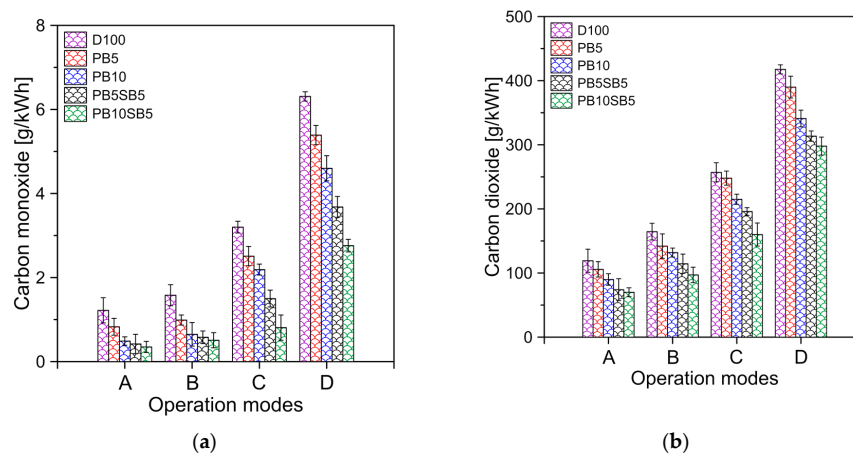 Carbon monoxide [g/kWh]
8
6
4
2
0
D100
PB5
PB10
PB5SB5
PB10SB5
A B C D
Operation modes
(a)
Carbon dioxide [g/kWh]
500
400
300
200
100
0
D100
PB5
PB10
PB5SB5
PB10SB5
A B C D
Operation modes
(b)